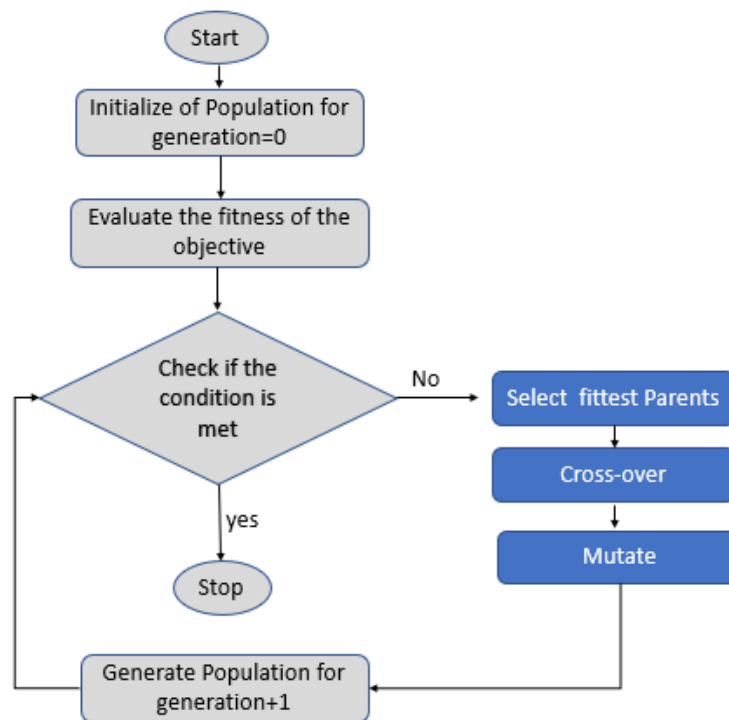 Start
Initialize of Population for
generation=0
Evaluate the fitness of the
objective
Check if the
condition is
met
No
Select fittest Parents
Cross-over
Mutate
yes
Stop
Generate Population for
generation+1